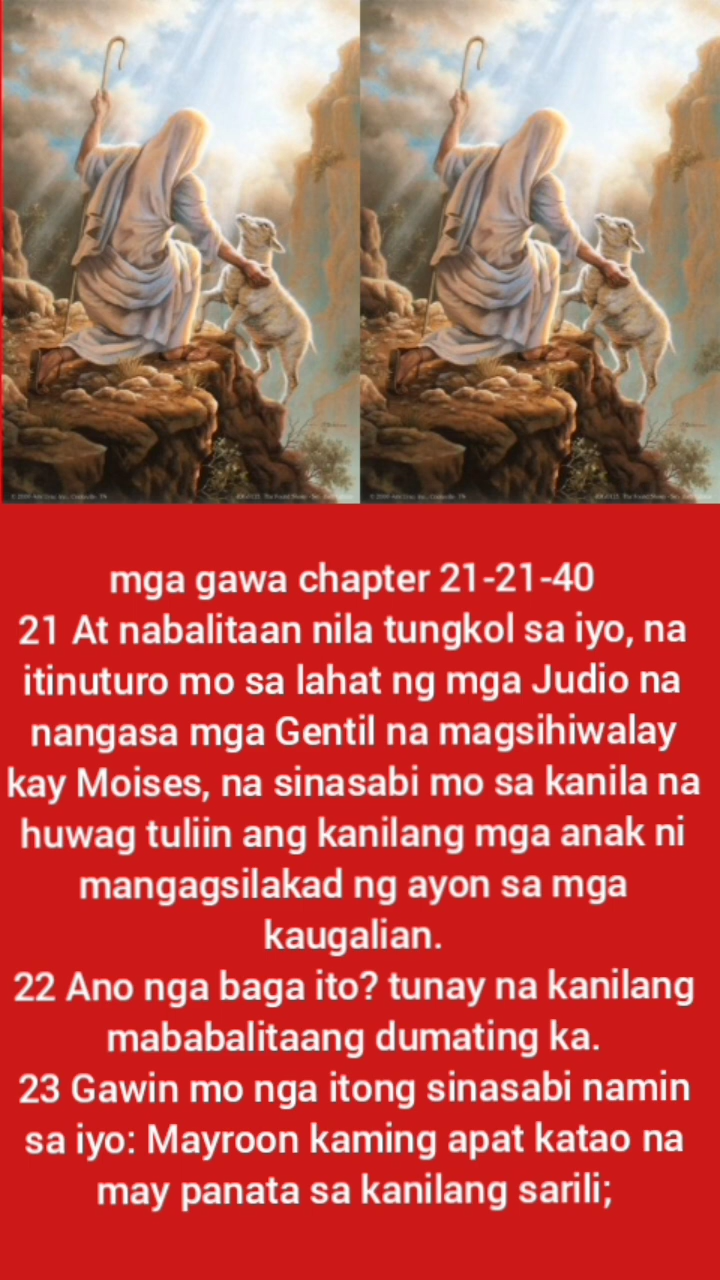 mga gawa chapter 21-21-40
21 At nabalitaan nila tungkol sa iyo, na
itinuturo mo sa lahat ng mga Judio na
nangasa mga Gentil na magsihiwalay
kay Moises, na sinasabi mo sa kanila na
huwag tuliin ang kanilang mga anak ni
mangagsilakad ng ayon sa mga
kaugalian.
22 Ano nga baga ito? tunay na kanilang
mababalitaang dumating ka.
23 Gawin mo nga itong sinasabi namin
sa iyo: Mayroon kaming apat katao na
may panata sa kanilang sarili;